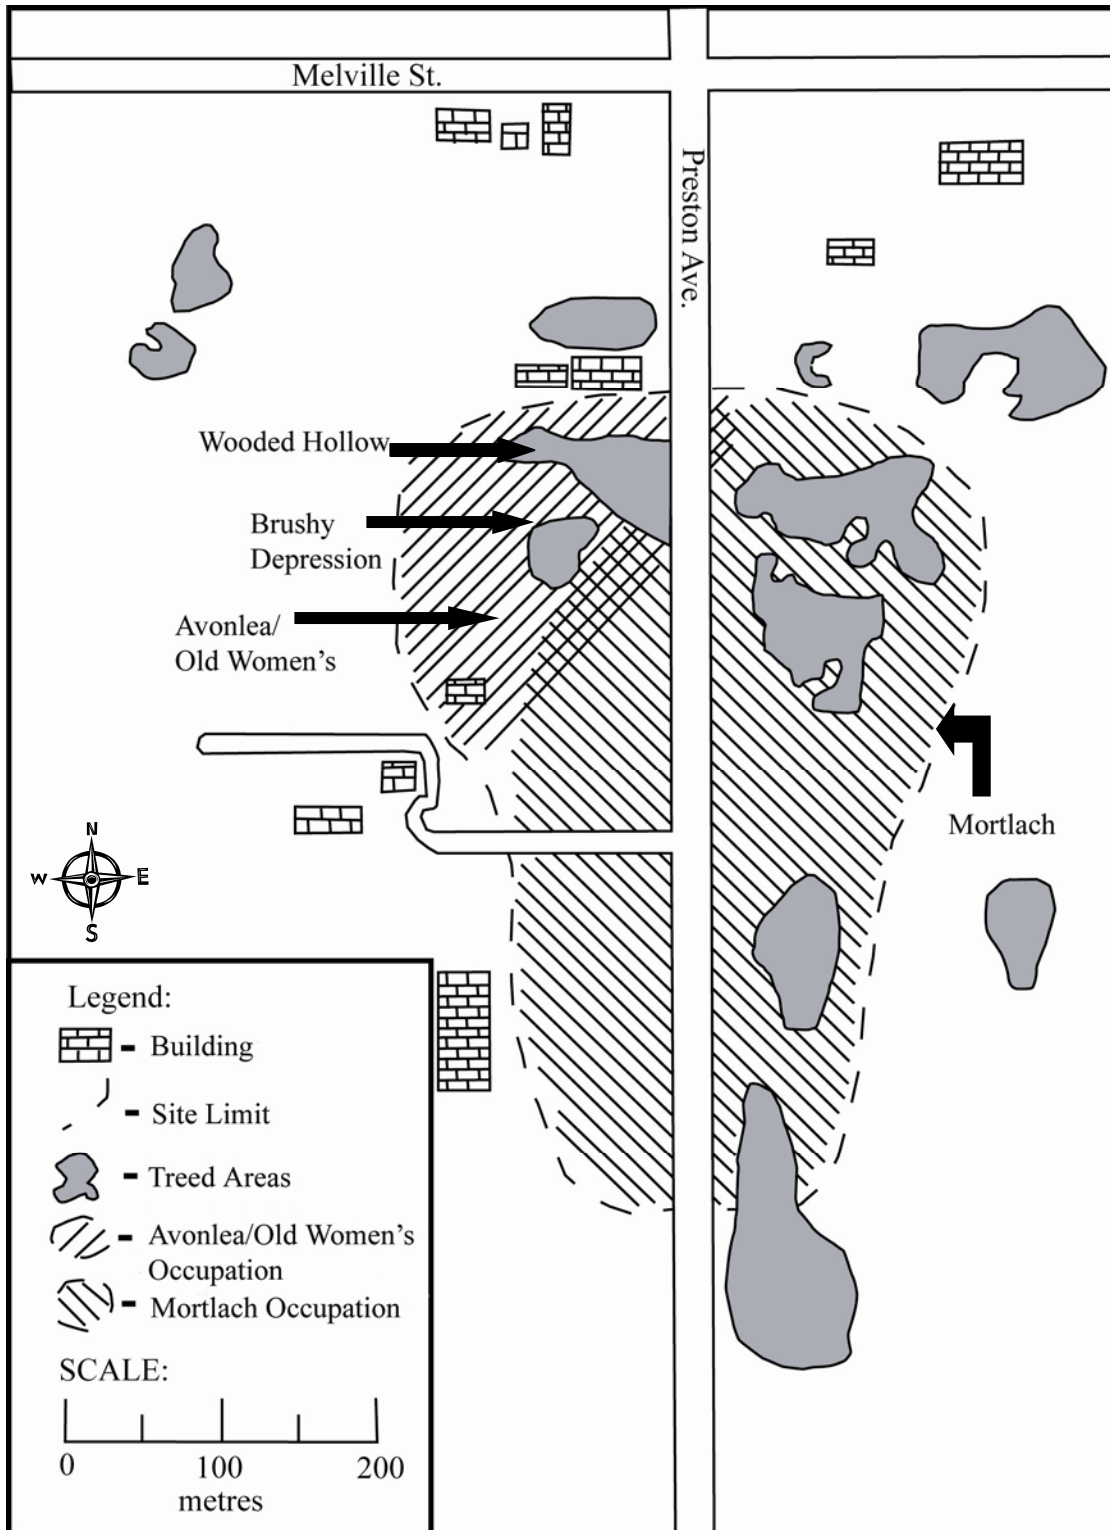 Melville St.
Preston Ave.
Wooded Hollow
Brushy
Depression
Avonlea/
Old Women's
Mortlach
N
W
E
S
Legend:
- Building
- Site Limit
- Treed Areas
- Avonlea/Old Women's
Occupation
- Mortlach Occupation
SCALE:
0 100 200
metres